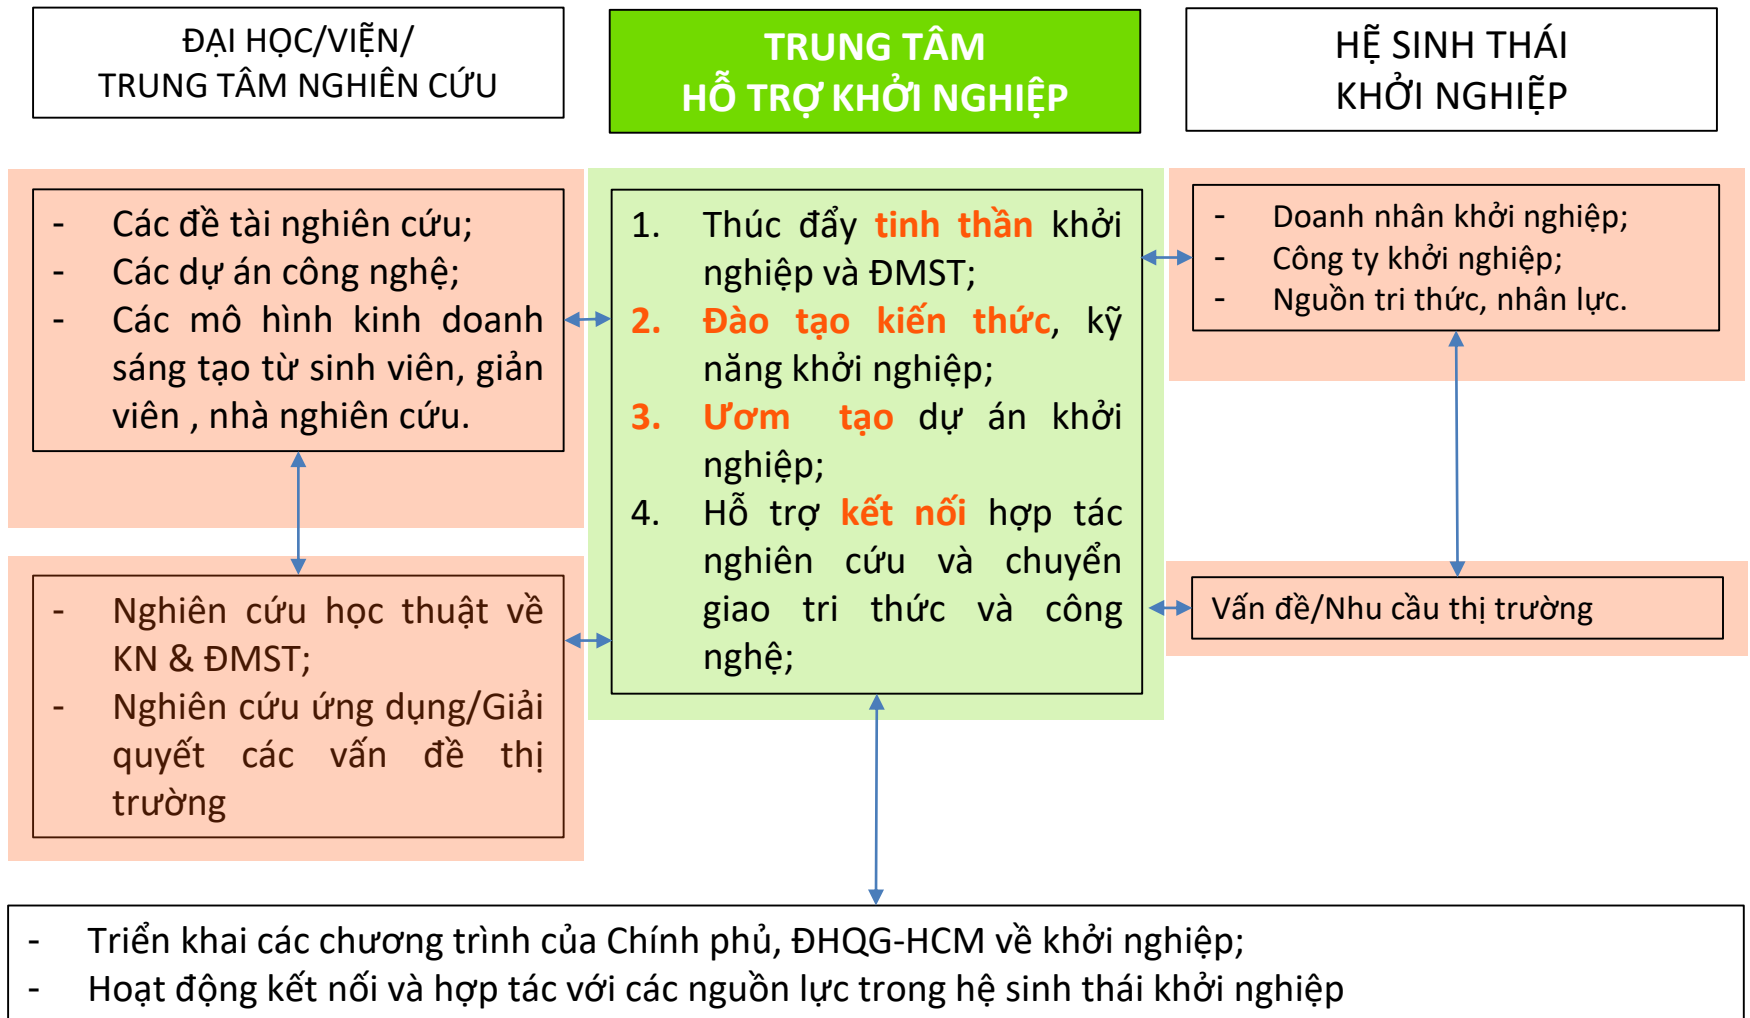 ĐẠI HỌC/VIỆN/
TRUNG TÂM NGHIÊN CỨU
TRUNG TÂM
HỖ TRỢ KHỞI NGHIỆP
HỆ SINH THÁI
KHỞI NGHIỆP
- Các đề tài nghiên cứu;
- Các dự án công nghệ;
- Các mô hình kinh doanh
sáng tạo từ sinh viên, giản
viên , nhà nghiên cứu.
- Nghiên cứu học thuật về
KN & ĐMST;
- Nghiên cứu ứng dụng/Giải
quyết các vấn đề thị
trường
1. Thúc đẩy tinh thần khởi
nghiệp và ĐMST;
2. Đào tạo kiến thức, kỹ
năng khởi nghiệp;
3. Ươm tạo dự án khởi
nghiệp;
4. Hỗ trợ kết nối hợp tác
nghiên cứu và chuyển
giao tri thức và công
nghệ;
- Doanh nhân khởi nghiệp;
- Công ty khởi nghiệp;
- Nguồn tri thức, nhân lực.
Vấn đề/Nhu cầu thị trường
- Triển khai các chương trình của Chính phủ, ĐHQG-HCM về khởi nghiệp;
- Hoạt động kết nối và hợp tác với các nguồn lực trong hệ sinh thái khởi nghiệp